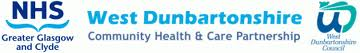 NHS
Greater Glasgow
and Clyde
West Dunbartonshire
Community Health & Care Partnership
West
Dunbartonshire
Council